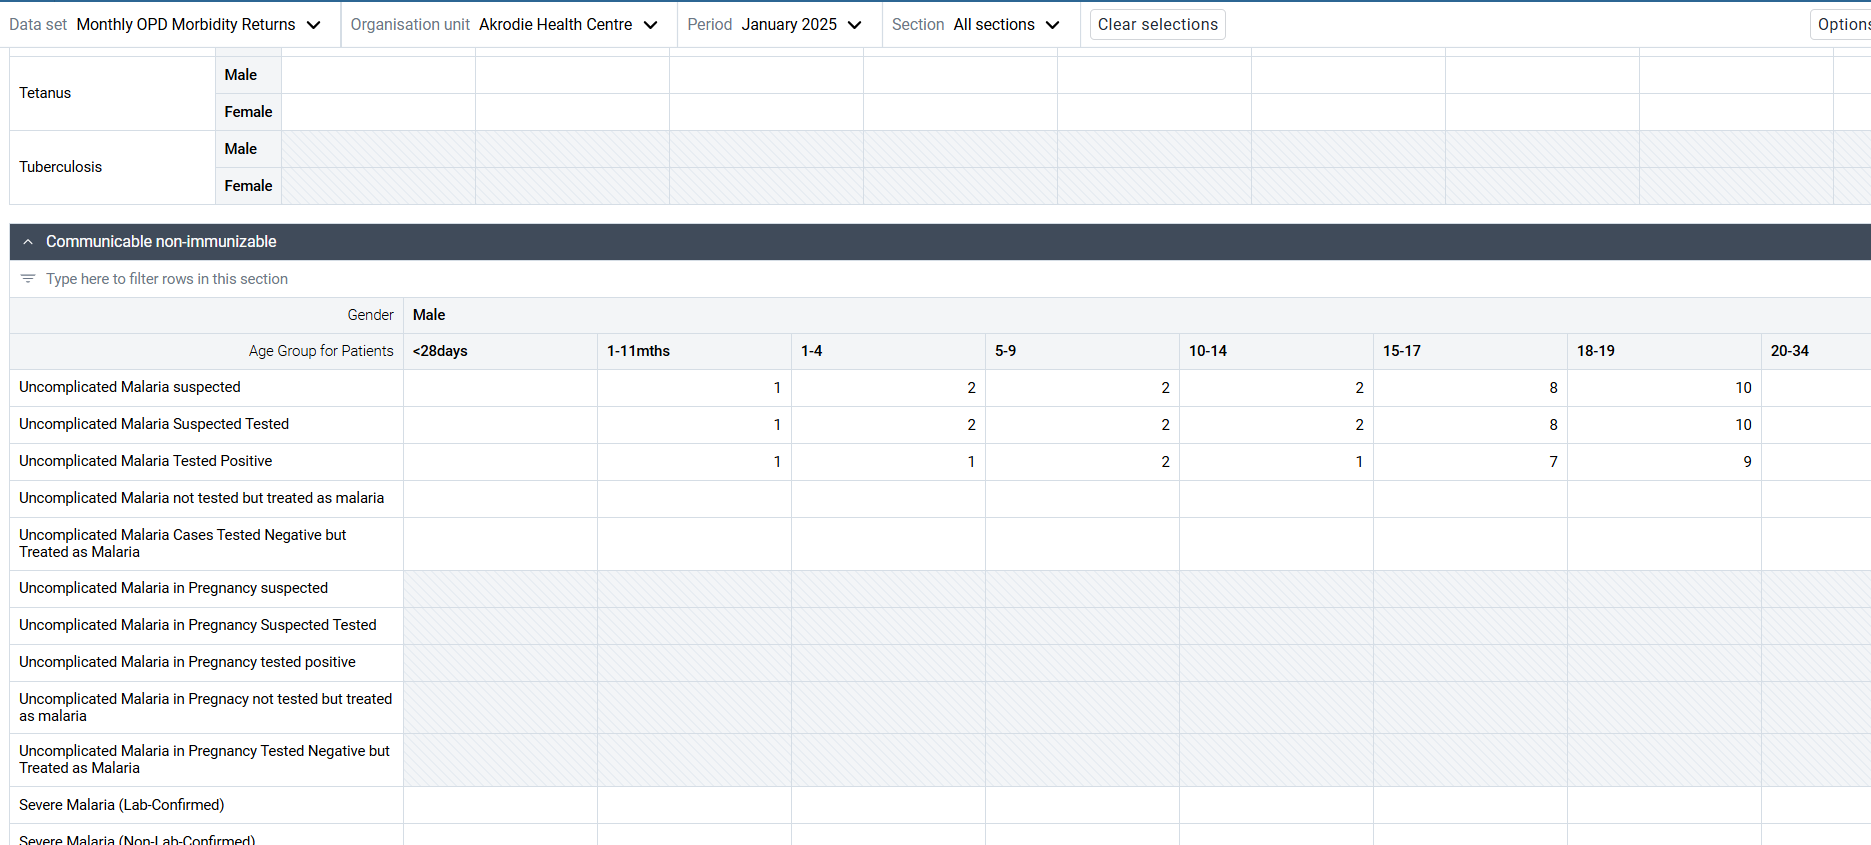 Data set Monthly OPD Morbidity Returns Organisation unit Akrodie Health Centre Period January 2025 Section All sections Clear selections Options
Tetanus
Male
Female
Tuberculosis
Male
Female
Communicable non-immunizable
Type here to filter rows in this section
Gender Male
Age Group for Patients <28days 1-11mths 1-4 5-9 10-14 15-17 18-19 20-34
Uncomplicated Malaria suspected 1 2 2 2 8 10
Uncomplicated Malaria Suspected Tested 1 2 2 2 8 10
Uncomplicated Malaria Tested Positive 1 1 2 1 7 9
Uncomplicated Malaria not tested but treated as malaria
Uncomplicated Malaria Cases Tested Negative but
Treated as Malaria
Uncomplicated Malaria in Pregnancy suspected
Uncomplicated Malaria in Pregnancy Suspected Tested
Uncomplicated Malaria in Pregnancy tested positive
Uncomplicated Malaria in Pregnacy not tested but treated
as malaria
Uncomplicated Malaria in Pregnancy Tested Negative but
Treated as Malaria
Severe Malaria (Lab-Confirmed)
Severe Malaria (Non-Lab-Confirmed)